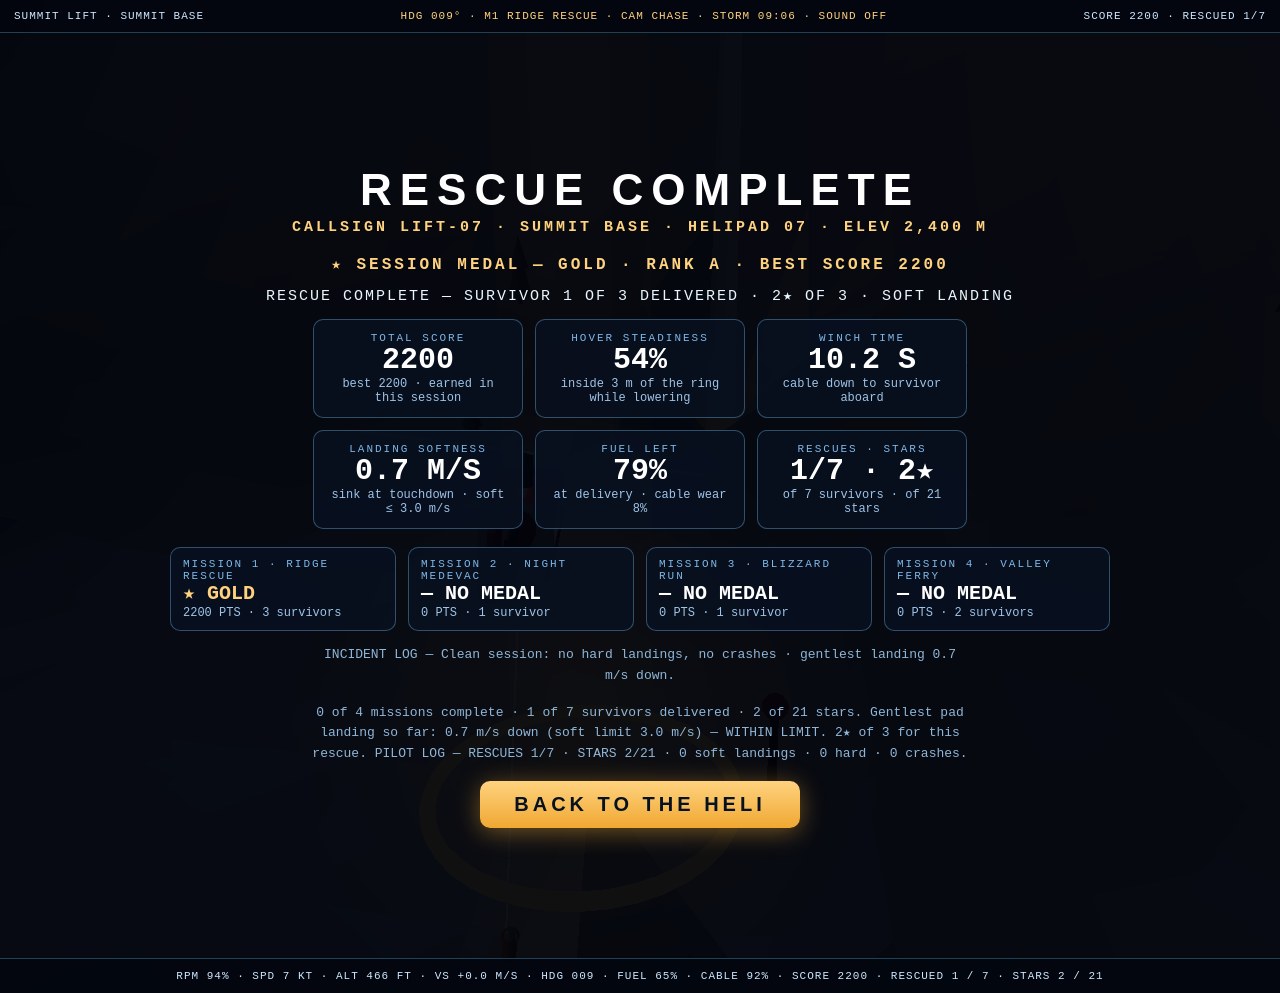 SUMMIT LIFT · SUMMIT BASE
HDG 009° · M1 RIDGE RESCUE · CAM CHASE · STORM 09:06 · SOUND OFF
SCORE 2200 · RESCUED 1/7
RESCUE COMPLETE
CALLSIGN LIFT-07 · SUMMIT BASE · HELIPAD 07 · ELEV 2,400 M
★ SESSION MEDAL — GOLD · RANK A · BEST SCORE 2200
RESCUE COMPLETE — SURVIVOR 1 OF 3 DELIVERED · 2★ OF 3 · SOFT LANDING
TOTAL SCORE
2200
best 2200 · earned in
this session
HOVER STEADINESS
54%
inside 3 m of the ring
while lowering
WINCH TIME
10.2 S
cable down to survivor
aboard
LANDING SOFTNESS
0.7 M/S
sink at touchdown · soft
≤ 3.0 m/s
FUEL LEFT
79%
at delivery · cable wear
8%
RESCUES · STARS
1/7 · 2★
of 7 survivors · of 21
stars
MISSION 1 · RIDGE
RESCUE
★ GOLD
2200 PTS · 3 survivors
MISSION 2 · NIGHT
MEDEVAC
— NO MEDAL
0 PTS · 1 survivor
MISSION 3 · BLIZZARD
RUN
— NO MEDAL
0 PTS · 1 survivor
MISSION 4 · VALLEY
FERRY
— NO MEDAL
0 PTS · 2 survivors
INCIDENT LOG — Clean session: no hard landings, no crashes · gentlest landing 0.7
m/s down.
0 of 4 missions complete · 1 of 7 survivors delivered · 2 of 21 stars. Gentlest pad
landing so far: 0.7 m/s down (soft limit 3.0 m/s) — WITHIN LIMIT. 2★ of 3 for this
rescue. PILOT LOG — RESCUES 1/7 · STARS 2/21 · 0 soft landings · 0 hard · 0 crashes.
BACK TO THE HELI
RPM 94% · SPD 7 KT · ALT 466 FT · VS +0.0 M/S · HDG 009 · FUEL 65% · CABLE 92% · SCORE 2200 · RESCUED 1 / 7 · STARS 2 / 21